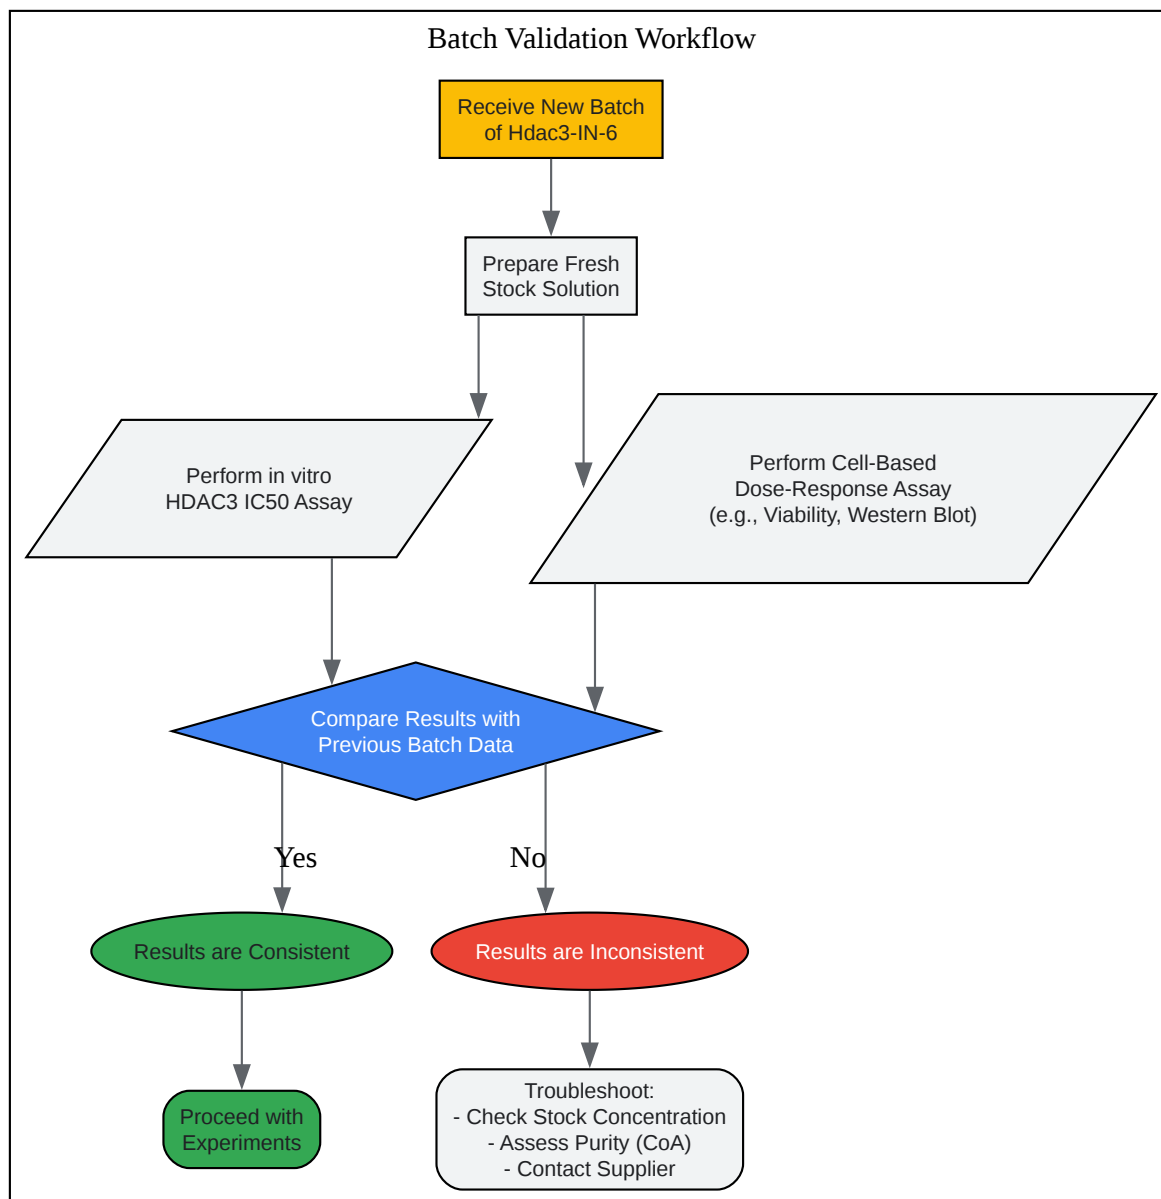 Batch Validation Workflow
Receive New Batch
of Hdac3-IN-6
Prepare Fresh
Stock Solution
Perform in vitro
HDAC3 IC50 Assay
Perform Cell-Based
Dose-Response Assay
(e.g., Viability, Western Blot)
Compare Results with
Previous Batch Data
Yes
No
Results are Consistent
Results are Inconsistent
Proceed with
Experiments
Troubleshoot:
- Check Stock Concentration
- Assess Purity (CoA)
- Contact Supplier